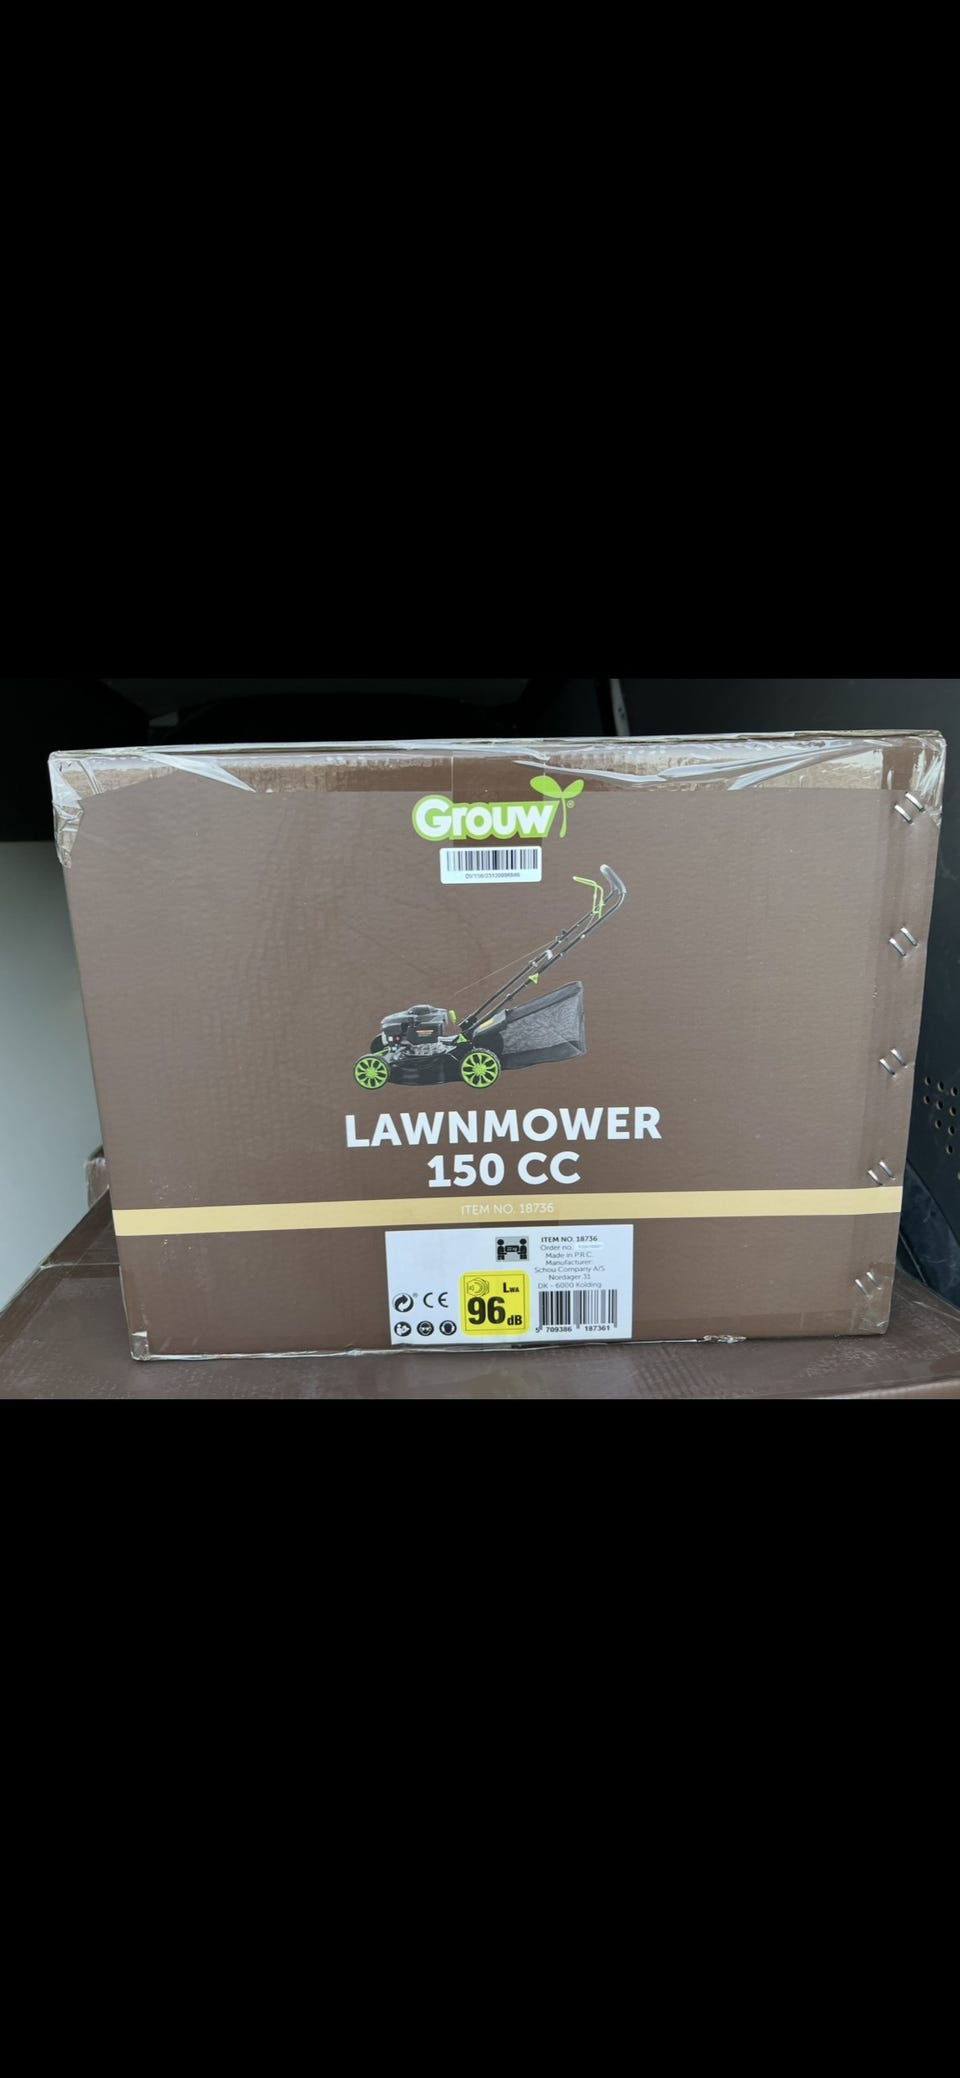 Grouw
®
LAWNMOWER
150 CC
ITEM NO. 18736
ITEM NO. 18736
Order no.
Made in P.R.C.
Manufacturer:
Schou Company A/S
Nordager 31
DK - 6000 Kolding
CE
LWA
96 dB
5 709386 187361